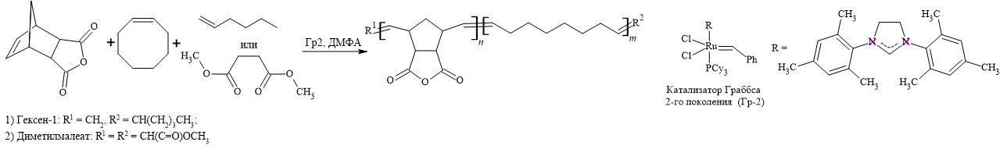 O
O
O
+
+
или
H₃C
O
O
O
O
CH₃
Гр2, ДМФА
R¹
n
m
R²
O
O
O
R
Cl
Cl
Ru
Ph
PCy₃
Катализатор Граббса
2-го поколения (Гр-2)
R =
CH₃
H₃C
CH₃
N
N
H₃C
H₃C
CH₃
CH₃
1) Гексен-1: R¹ = CH₂, R² = CH(CH₂)₃CH₃;
2) Диметилмалеат: R¹ = R = CH(C=O)OCH₃